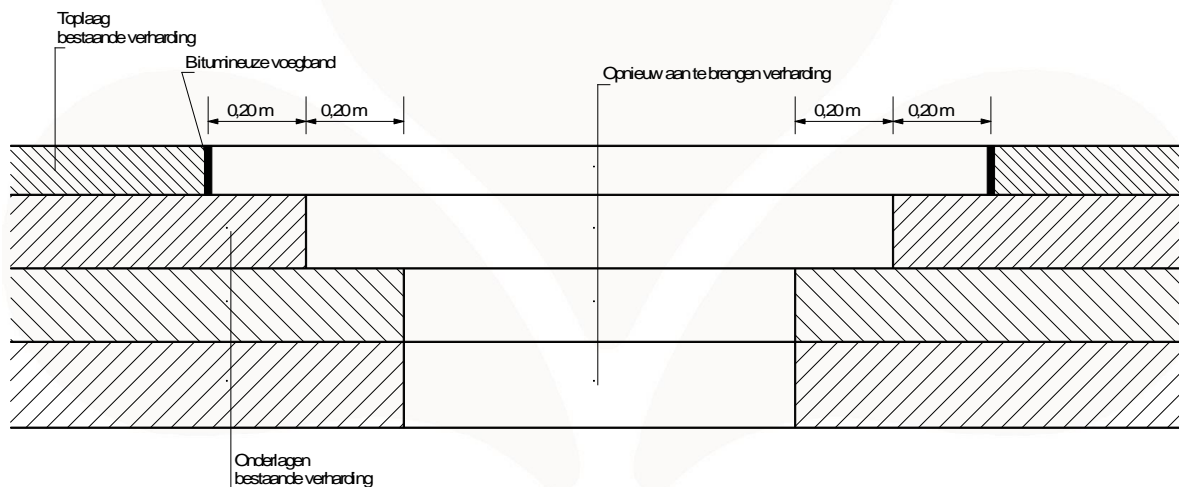 Toplaag
bestaande verharding
Bitumineuze voegband
Opnieuw aan te brengen verharding
0,20 m
0,20 m
0,20 m
0,20 m
Onderlagen
bestaande verharding